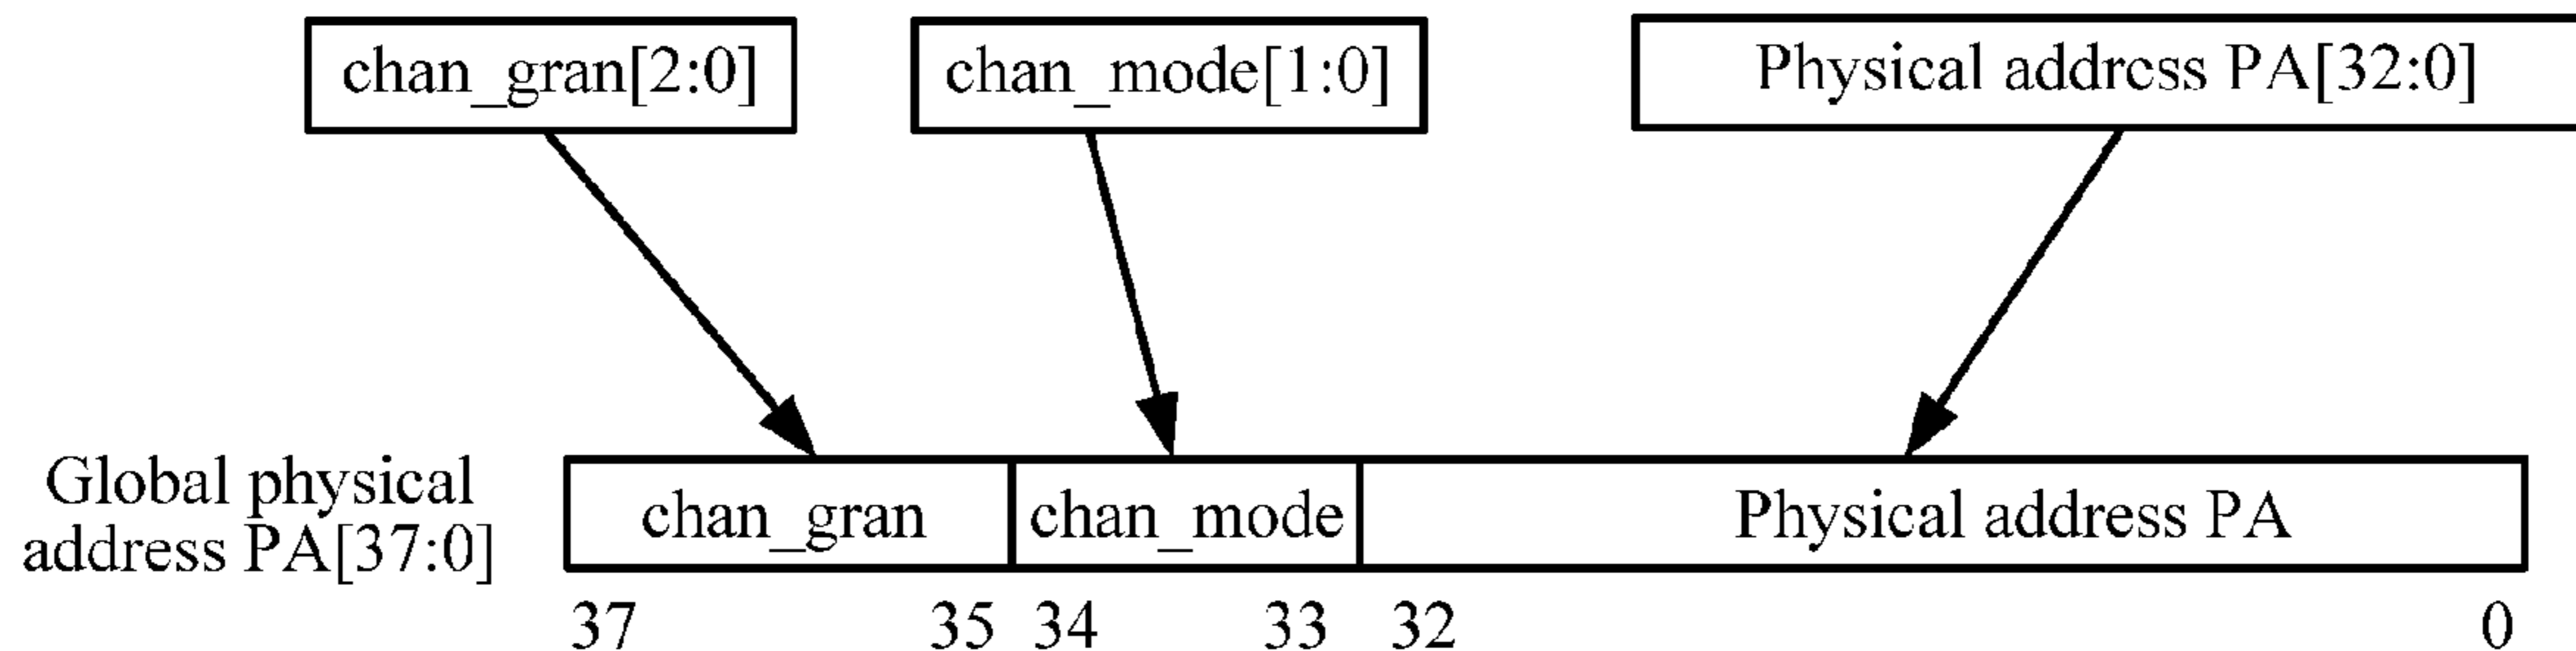 chan_gran[2:0] chan_mode[1:0] Physical address PA[32:0]
Global physical
address PA[37:0]
chan_gran chan_mode Physical address PA
37 35 34 33 32 0